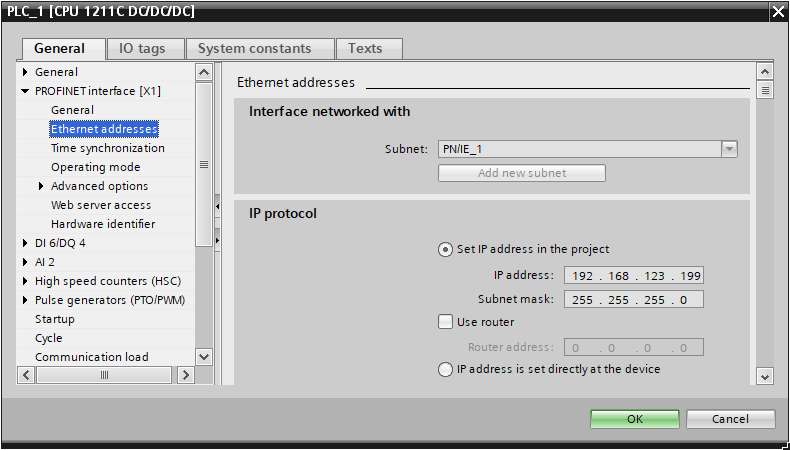 PLC_1 [CPU 1211C DC/DC/DC]
General IO tags System constants Texts
General
PROFINET interface [X1]
General
Ethernet addresses
Time synchronization
Operating mode
Advanced options
Web server access
Hardware identifier
DI 6/DQ 4
AI 2
High speed counters (HSC)
Pulse generators (PTO/PWM)
Startup
Cycle
Communication load
Ethernet addresses
Interface networked with
Subnet: PN/IE_1
Add new subnet
IP protocol
Set IP address in the project
IP address: 192 . 168 . 123 . 199
Subnet mask: 255 . 255 . 255 . 0
Use router
Router address: 0 . 0 . 0 . 0
IP address is set directly at the device
OK Cancel